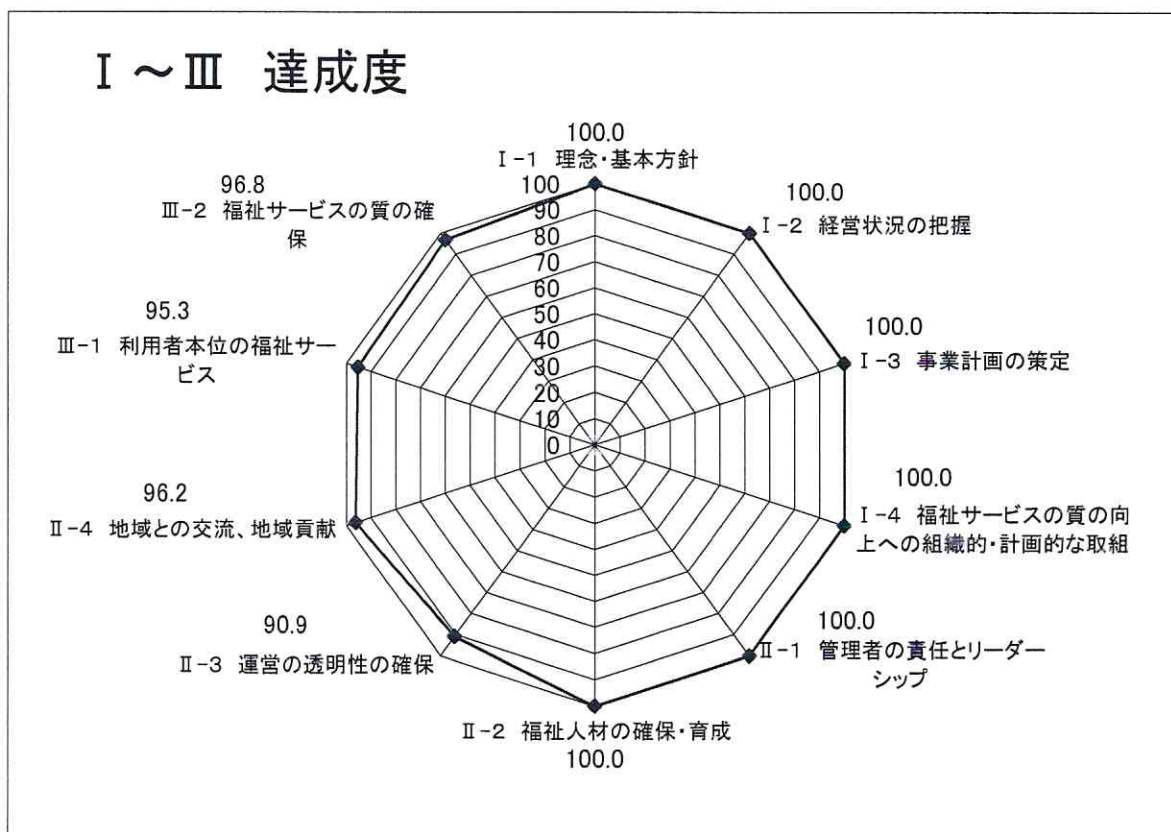 Ⅰ～Ⅲ 達成度
100.0
Ⅰ-1 理念・基本方針
100.0
Ⅰ-2 経営状況の把握
100.0
Ⅰ-3 事業計画の策定
100.0
Ⅰ-4 福祉サービスの質の向
上への組織的・計画的な取組
100.0
Ⅱ-1 管理者の責任とリーダー
シップ
Ⅱ-2 福祉人材の確保・育成
100.0
90.9
Ⅱ-3 運営の透明性の確保
96.2
Ⅱ-4 地域との交流、地域貢献
95.3
Ⅲ-1 利用者本位の福祉サー
ビス
96.8
Ⅲ-2 福祉サービスの質の確
保
100
90
80
70
60
50
40
30
20
10
0